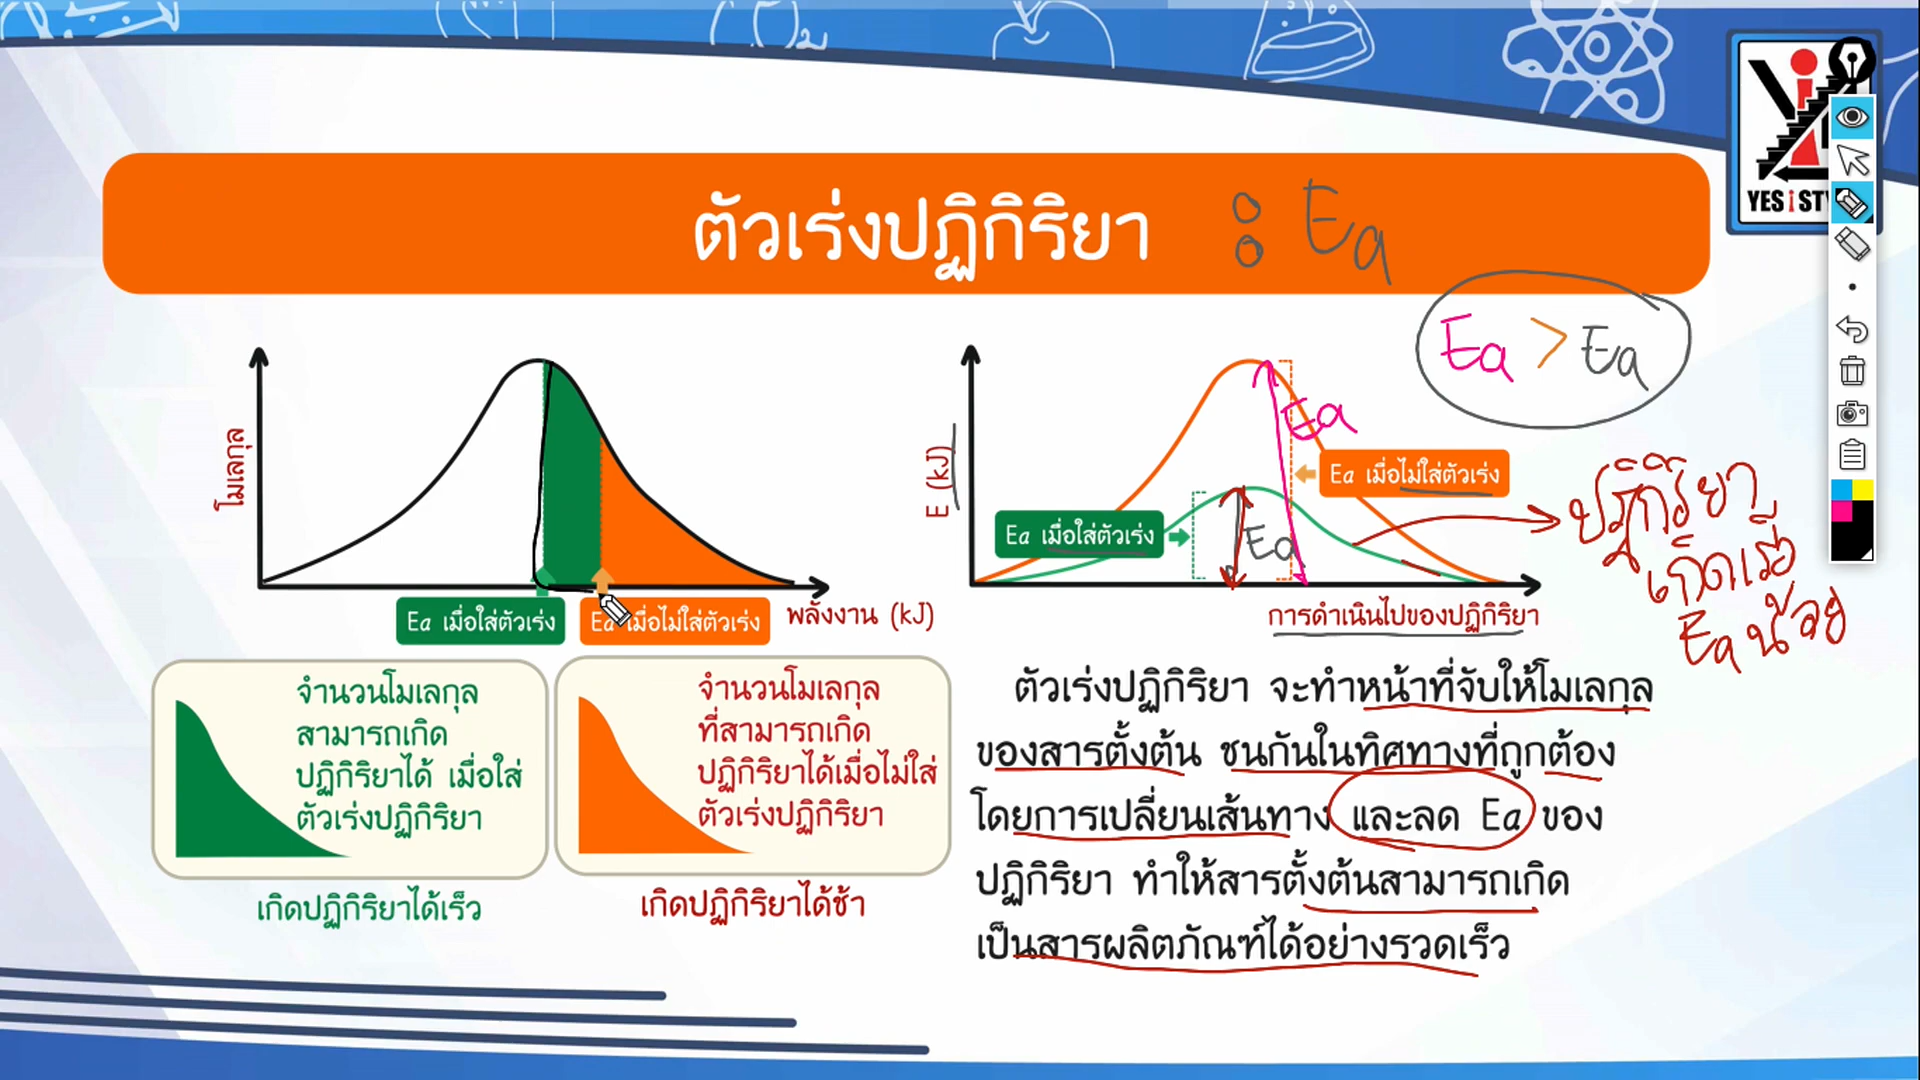 YES i STY
ตัวเร่งปฏิกิริยา : Ea
Ea > Ea
โมเลกุล
Ea เมื่อใส่ตัวเร่ง
Ea เมื่อไม่ใส่ตัวเร่ง
พลังงาน (kJ)
E (kJ)
Ea
Ea เมื่อไม่ใส่ตัวเร่ง
Ea เมื่อใส่ตัวเร่ง
Ea
การดำเนินไปของปฏิกิริยา
ปฏิกิริยา
เกิดเร็ว
Ea น้อย
จำนวนโมเลกุล
สามารถเกิด
ปฏิกิริยาได้ เมื่อใส่
ตัวเร่งปฏิกิริยา
เกิดปฏิกิริยาได้เร็ว
จำนวนโมเลกุล
ที่สามารถเกิด
ปฏิกิริยาได้เมื่อไม่ใส่
ตัวเร่งปฏิกิริยา
เกิดปฏิกิริยาได้ช้า
ตัวเร่งปฏิกิริยา จะทำหน้าที่จับให้โมเลกุล
ของสารตั้งต้น ชนกันในทิศทางที่ถูกต้อง
โดยการเปลี่ยนเส้นทาง และลด Ea ของ
ปฏิกิริยา ทำให้สารตั้งต้นสามารถเกิด
เป็นสารผลิตภัณฑ์ได้อย่างรวดเร็ว